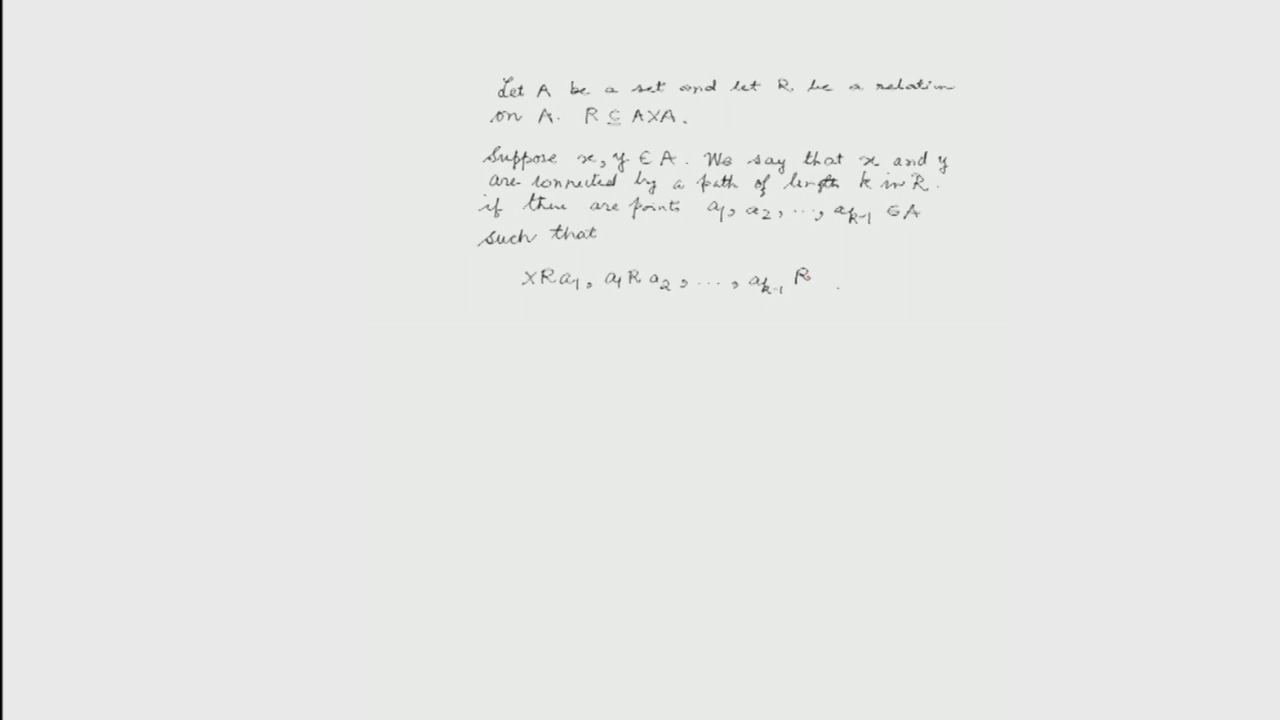 Let A be a set and let R be a relation
on A. R ⊆ A×A.
Suppose x, y ∈ A. We say that x and y
are connected by a path of length k in R.
if there are points a₁, a₂, ..., aₖ₋₁ ∈ A
such that
xRa₁, a₁Ra₂, ..., aₖ₋₁ R